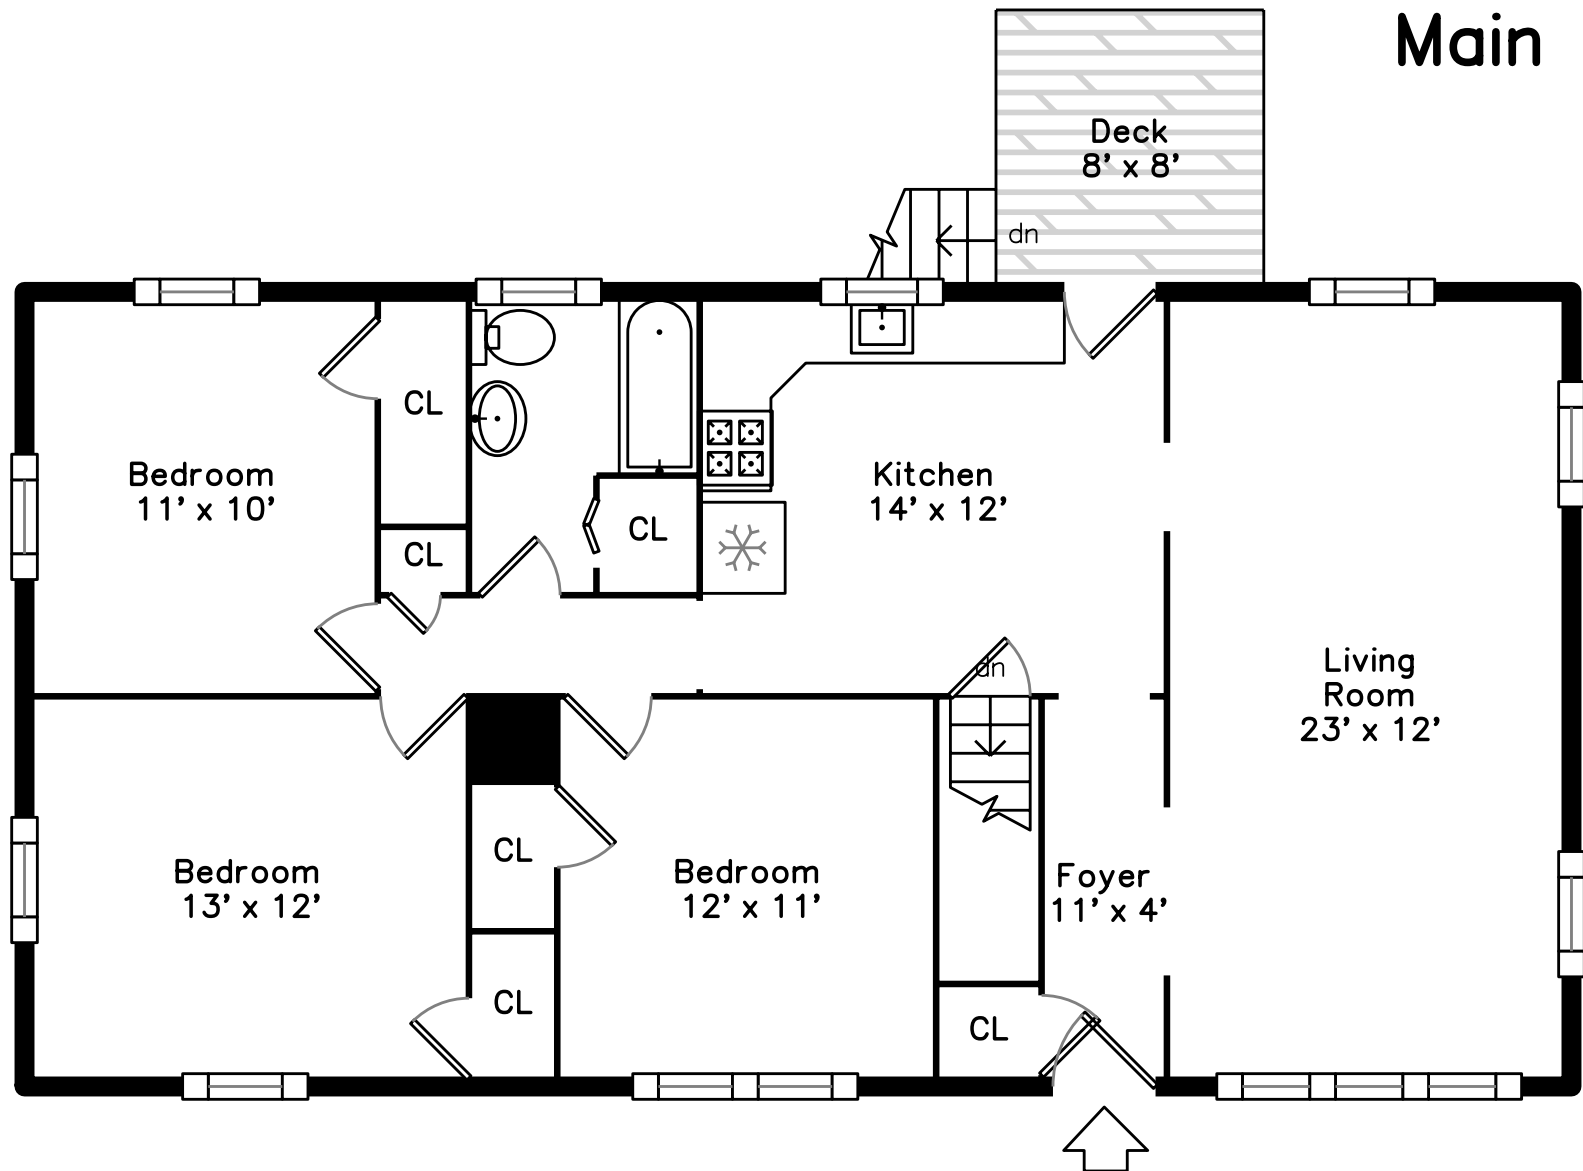 Main
Deck
8' x 8'
dn
CL
Bedroom
11' x 10'
Kitchen
14' x 12'
CL
CL
dn
Living
Room
23' x 12'
CL
Bedroom
13' x 12'
Bedroom
12' x 11'
Foyer
11' x 4'
CL
CL